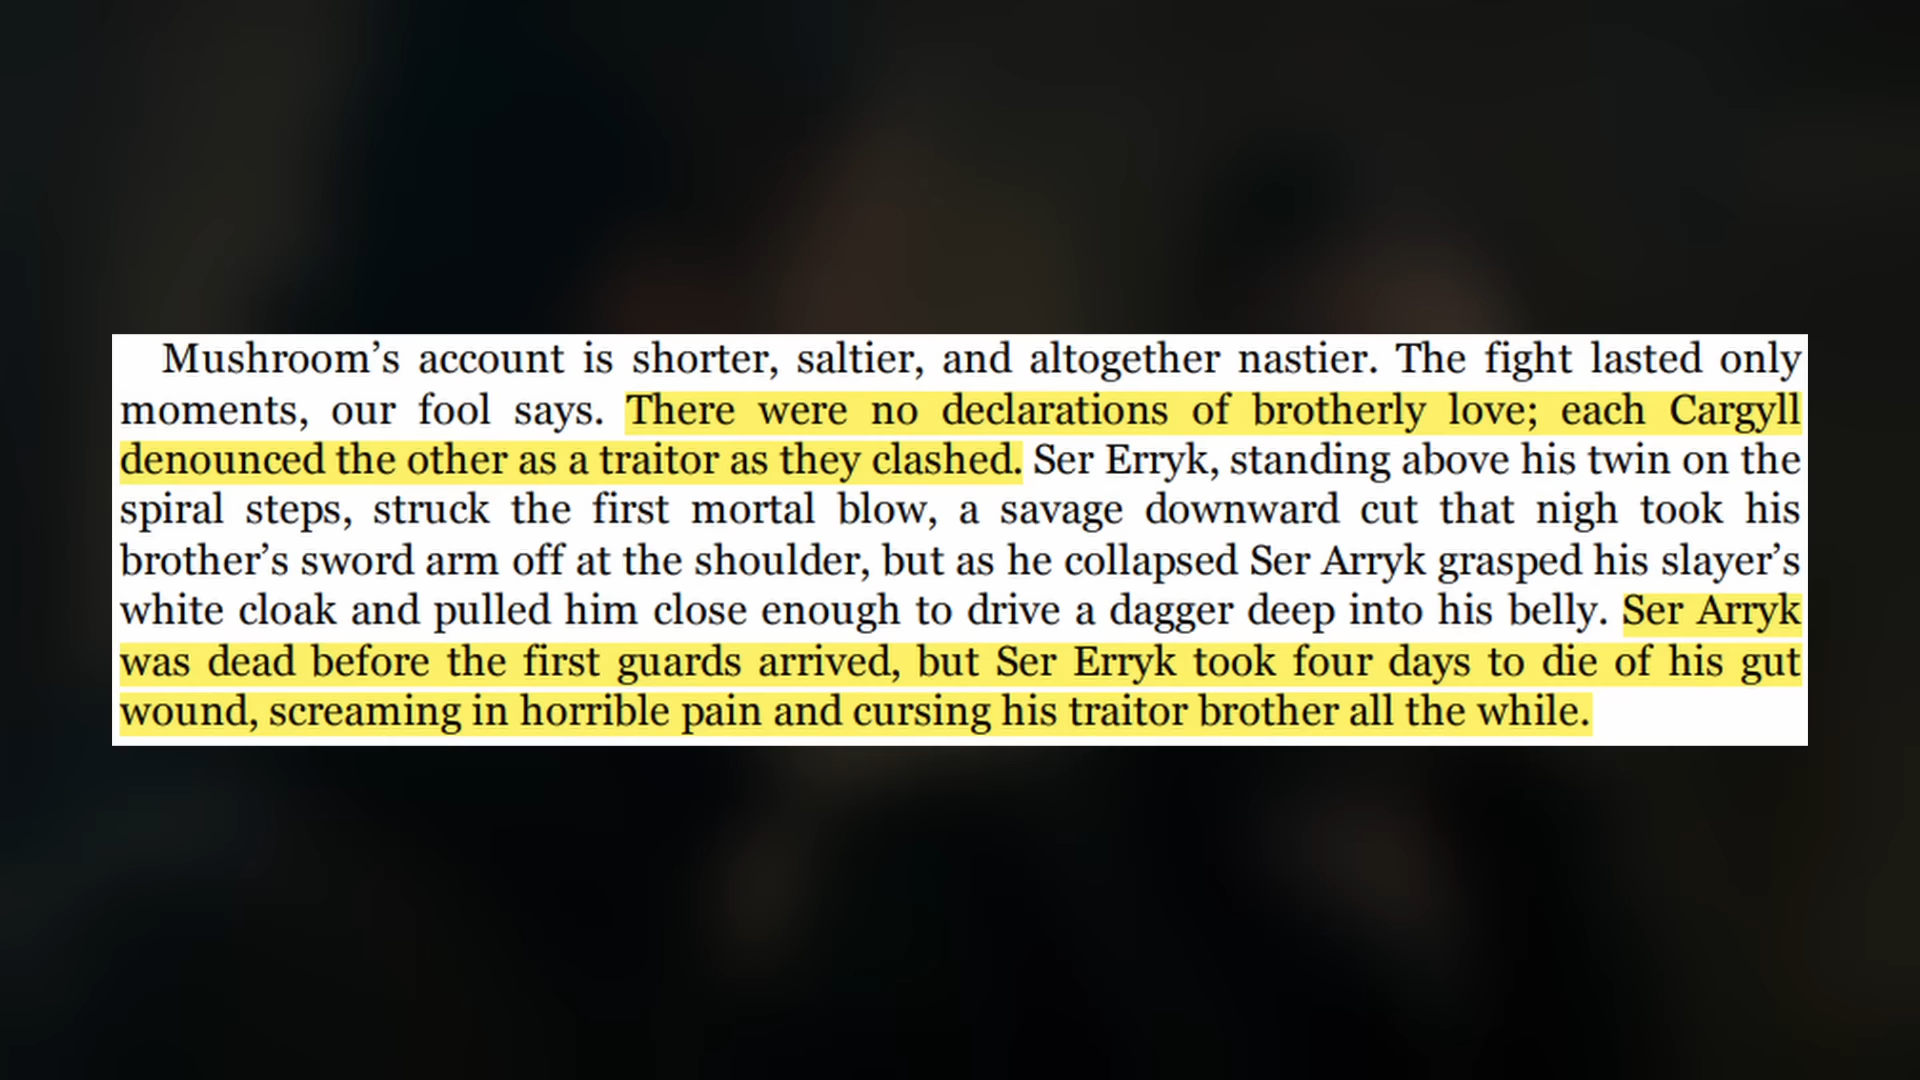 Mushroom’s account is shorter, saltier, and altogether nastier. The fight lasted only
moments, our fool says. There were no declarations of brotherly love; each Cargyll
denounced the other as a traitor as they clashed. Ser Erryk, standing above his twin on the
spiral steps, struck the first mortal blow, a savage downward cut that nigh took his
brother’s sword arm off at the shoulder, but as he collapsed Ser Arryk grasped his slayer’s
white cloak and pulled him close enough to drive a dagger deep into his belly. Ser Arryk
was dead before the first guards arrived, but Ser Erryk took four days to die of his gut
wound, screaming in horrible pain and cursing his traitor brother all the while.